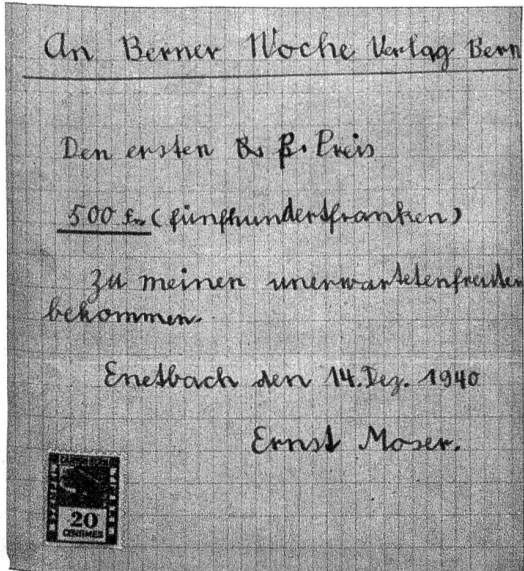 An Berner Woche Verlag Bern
Den ersten B. B. Preis
500 fr. (fünfhundertfranken)
Zu meinen unerwartetenfreuden
bekommen.
Enetbach den 14. Dez. 1940
Ernst Moser.
20
CENTIMES